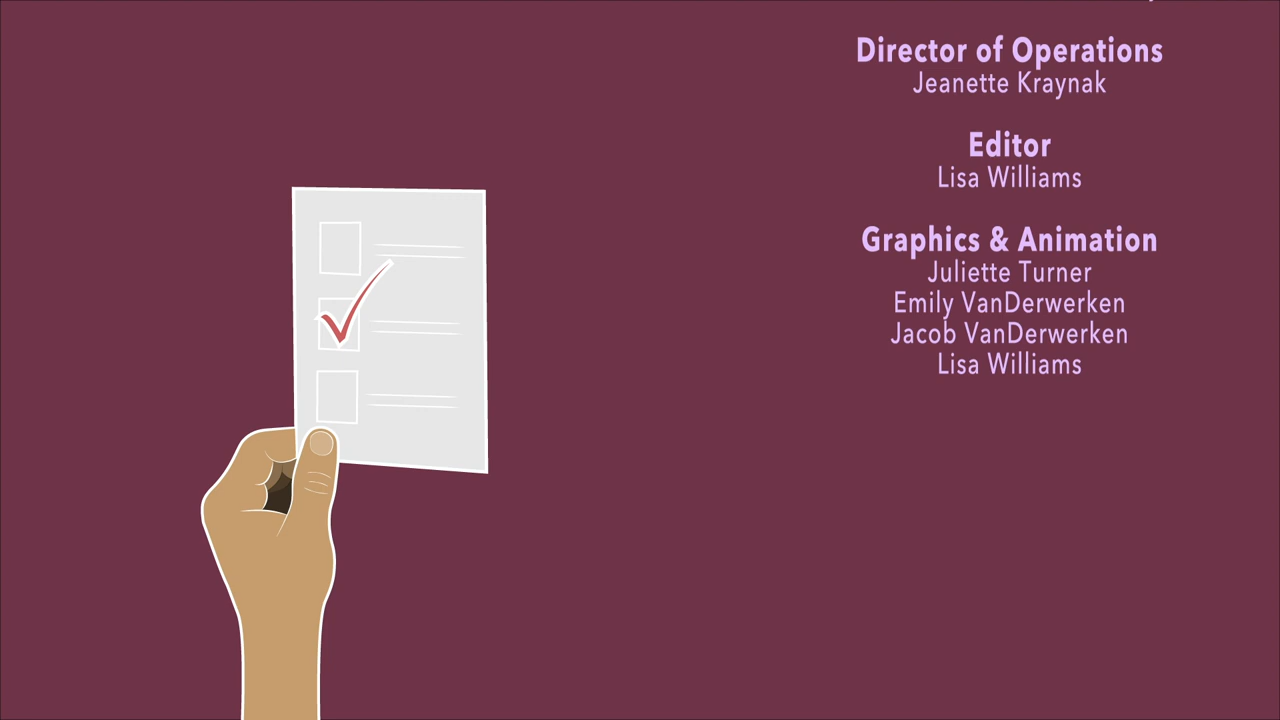 Director of Operations
Jeanette Kraynak
Editor
Lisa Williams
Graphics & Animation
Juliette Turner
Emily VanDerwerken
Jacob VanDerwerken
Lisa Williams